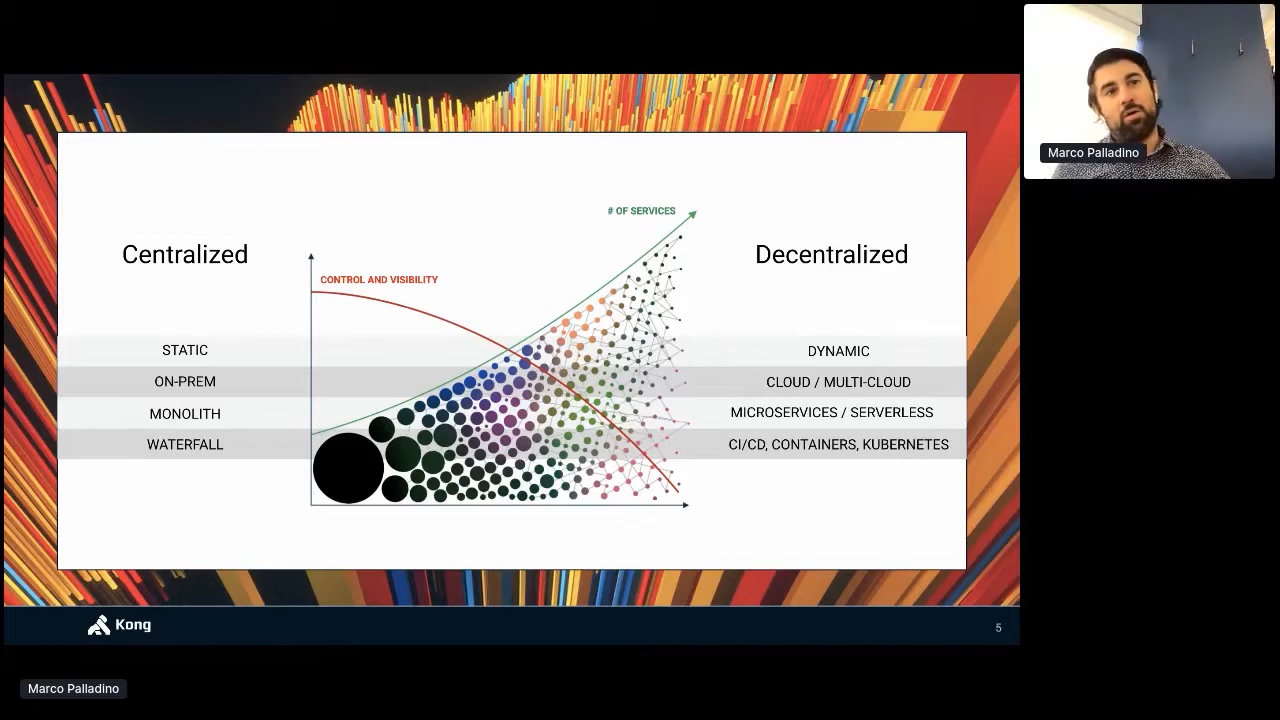 Marco Palladino
# OF SERVICES
Centralized
Decentralized
CONTROL AND VISIBILITY
STATIC
DYNAMIC
ON-PREM
CLOUD / MULTI-CLOUD
MONOLITH
MICROSERVICES / SERVERLESS
WATERFALL
CI/CD, CONTAINERS, KUBERNETES
Kong
5
Marco Palladino